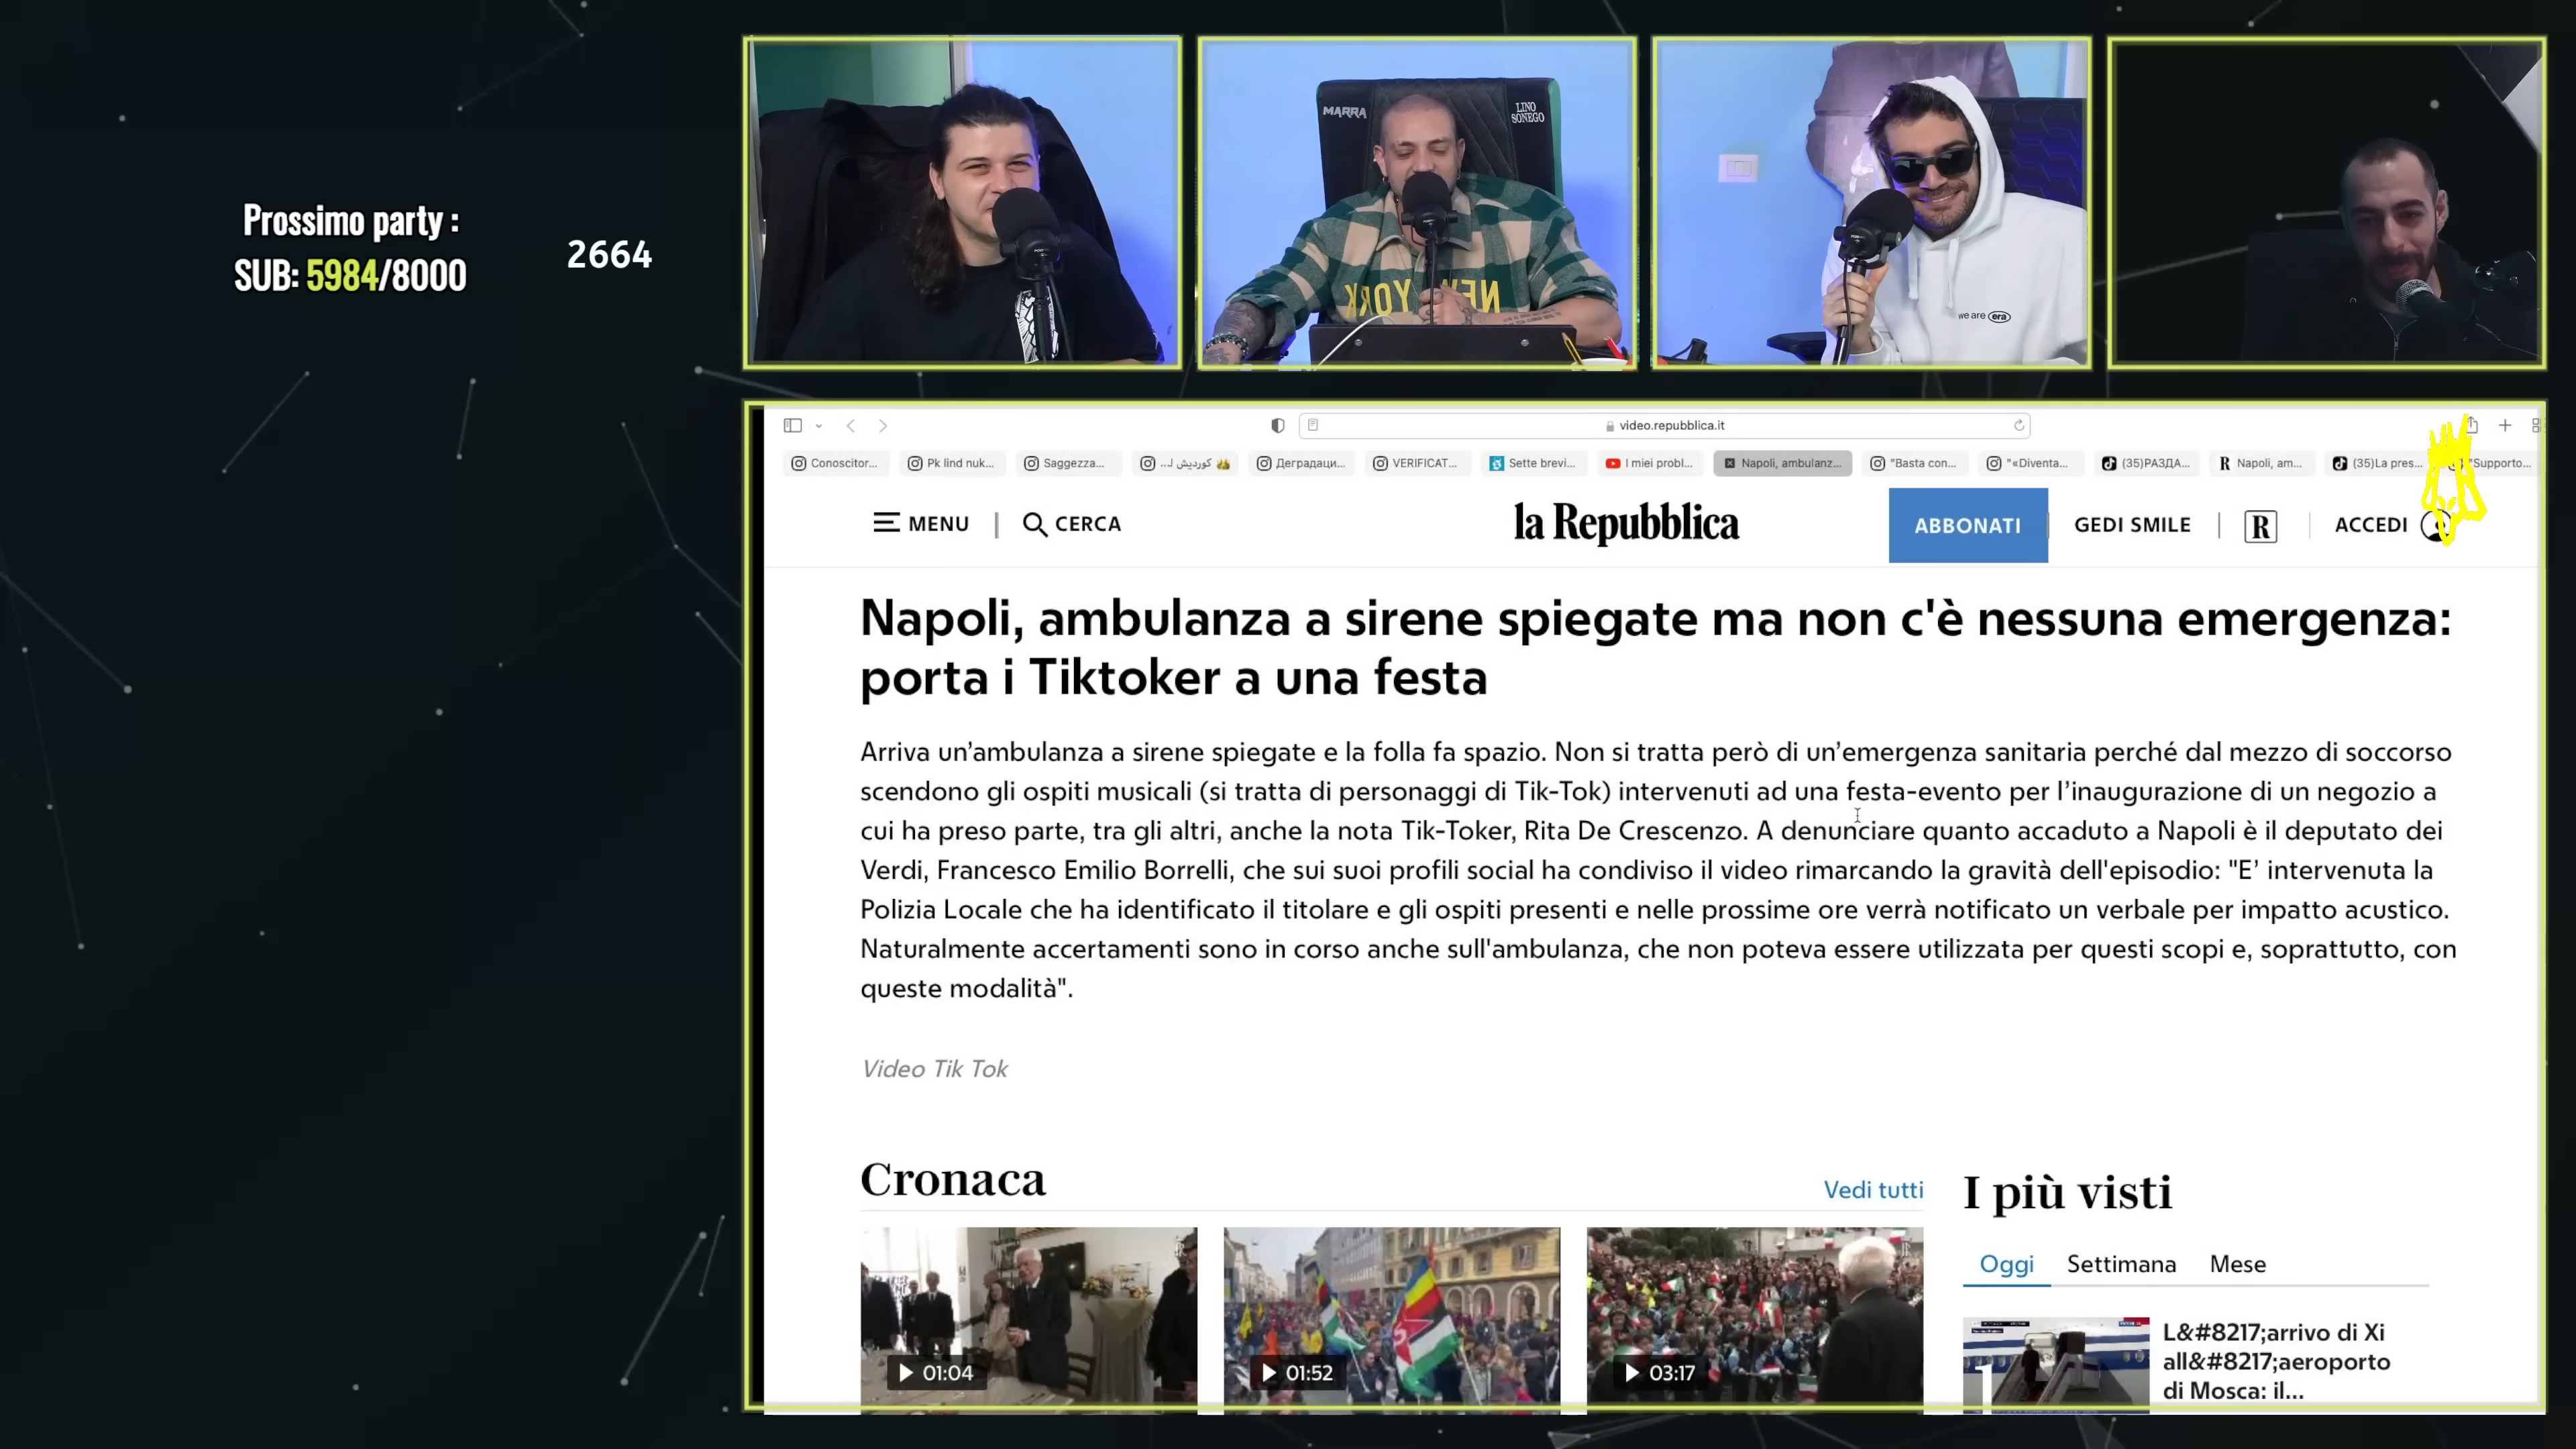 Prossimo party :
SUB: 5984/8000
2664
MARRA
LINO
SONEGO
NEW YORK
we are era
video.repubblica.it
Conoscitor...
Pk lind nuk...
Saggezza...
كورديش ل...
Деградаци...
VERIFICAT...
Sette brevi...
I miei probl...
Napoli, ambulanz...
"Basta con...
"«Diventa...
(35)РАЗДА...
R Napoli, am...
(35)La pres...
"Supporto...
MENU | CERCA
la Repubblica
ABBONATI
GEDI SMILE
R
ACCEDI
Napoli, ambulanza a sirene spiegate ma non c'è nessuna emergenza:
porta i Tiktoker a una festa
Arriva un’ambulanza a sirene spiegate e la folla fa spazio. Non si tratta però di un’emergenza sanitaria perché dal mezzo di soccorso
scendono gli ospiti musicali (si tratta di personaggi di Tik-Tok) intervenuti ad una festa-evento per l’inaugurazione di un negozio a
cui ha preso parte, tra gli altri, anche la nota Tik-Toker, Rita De Crescenzo. A denunciare quanto accaduto a Napoli è il deputato dei
Verdi, Francesco Emilio Borrelli, che sui suoi profili social ha condiviso il video rimarcando la gravità dell'episodio: "E’ intervenuta la
Polizia Locale che ha identificato il titolare e gli ospiti presenti e nelle prossime ore verrà notificato un verbale per impatto acustico.
Naturalmente accertamenti sono in corso anche sull'ambulanza, che non poteva essere utilizzata per questi scopi e, soprattutto, con
queste modalità".
Video Tik Tok
Cronaca
Vedi tutti
I più visti
Oggi
Settimana
Mese
01:04
01:52
03:17
1
L&#8217;arrivo di Xi
all&#8217;aeroporto
di Mosca: il...